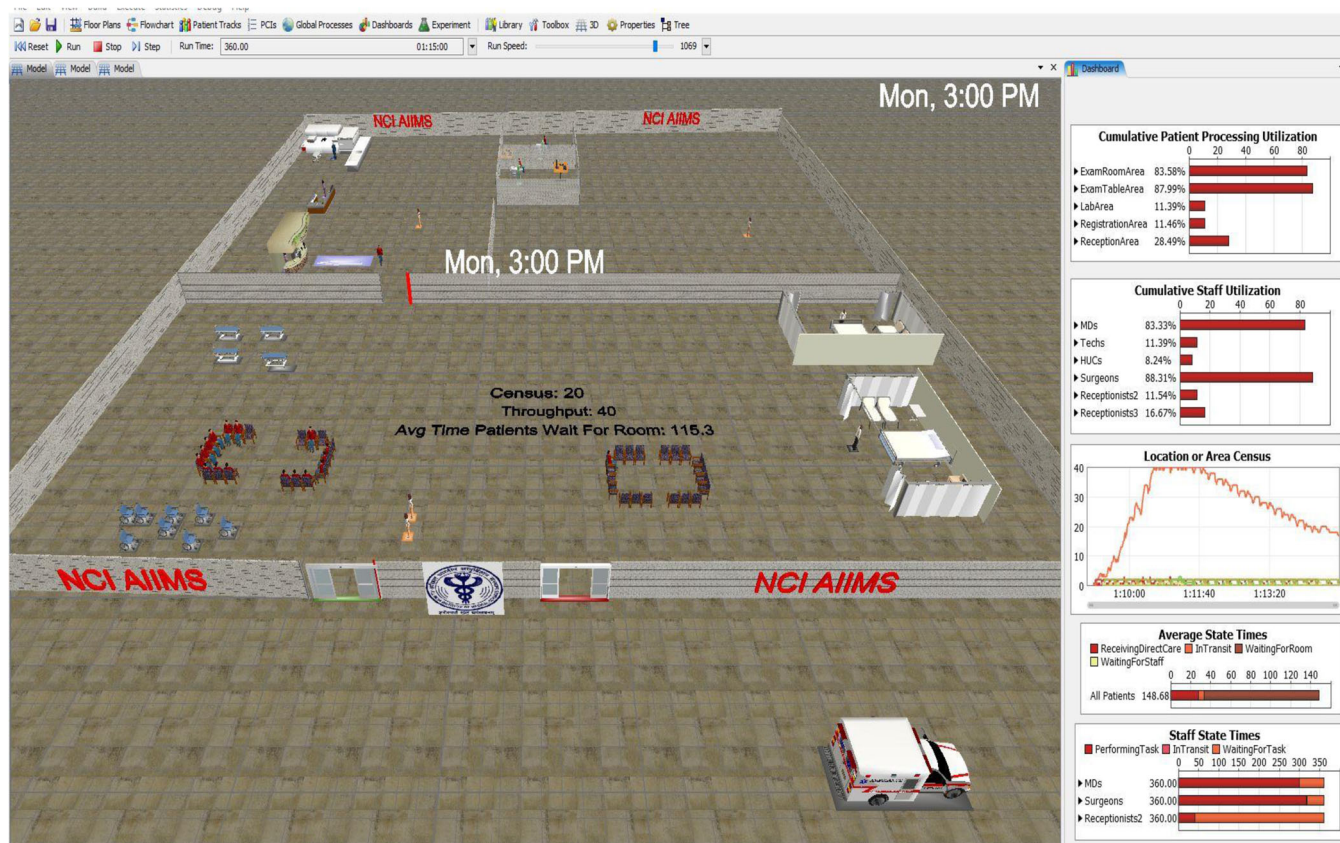 File Edit View Build Execute Statistics Debug Help
Floor Plans Flowchart Patient Tracks PCIs Global Processes Dashboards Experiment Library Toolbox 3D Properties Tree
Reset Run Stop Step Run Time: 360.00 01:15:00 Run Speed: 1069
Model Model Model
Mon, 3:00 PM
NCI AIIMS
NCI AIIMS
Mon, 3:00 PM
Census: 20
Throughput: 40
Avg Time Patients Wait For Room: 115.3
NCI AIIMS
NCI AIIMS
Dashboard
Cumulative Patient Processing Utilization
0 20 40 60 80
ExamRoomArea 83.58%
ExamTableArea 87.99%
LabArea 11.39%
RegistrationArea 11.46%
ReceptionArea 28.49%
Cumulative Staff Utilization
0 20 40 60 80
MDs 83.33%
Techs 11.39%
HUCs 8.24%
Surgeons 88.31%
Receptionists2 11.54%
Receptionists3 16.67%
Location or Area Census
40
30
20
10
0
1:10:00 1:11:40 1:13:20
Average State Times
ReceivingDirectCare InTransit WaitingForRoom
WaitingForStaff
0 20 40 60 80 100 120 140
All Patients 148.68
Staff State Times
PerformingTask InTransit WaitingForTask
0 50 100 150 200 250 300 350
MDs 360.00
Surgeons 360.00
Receptionists2 360.00